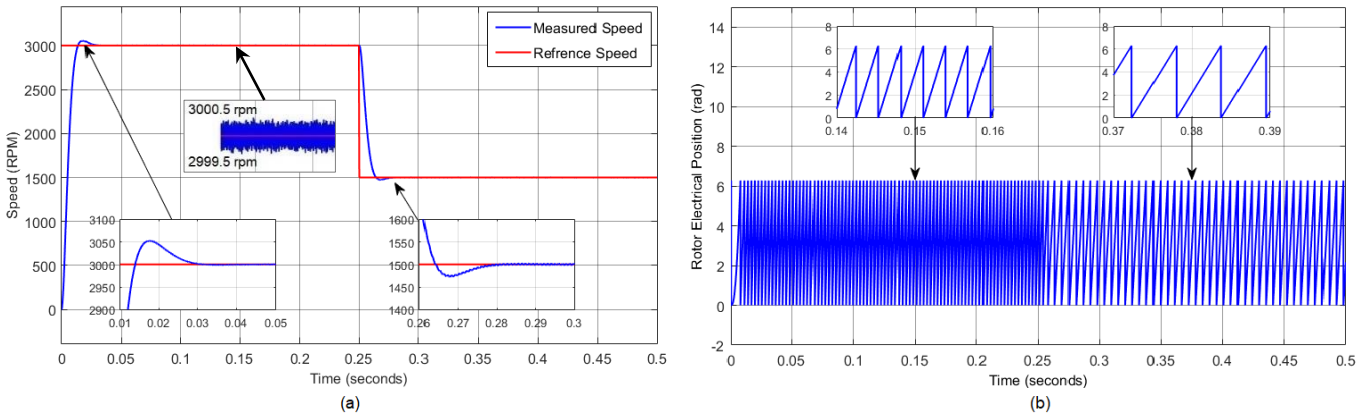 Measured Speed
Refrence Speed
3000
2500
2000
1500
1000
500
0
Speed (RPM)
3000.5 rpm
2999.5 rpm
3100
3050
3000
2950
2900
0.01 0.02 0.03 0.04 0.05
1600
1550
1500
1450
1400
0.26 0.27 0.28 0.29 0.3
0 0.05 0.1 0.15 0.2 0.25 0.3 0.35 0.4 0.45 0.5
Time (seconds)
(a)
14
12
10
8
6
4
2
0
-2
Rotor Electrical Position (rad)
8
6
4
2
0
0.14 0.15 0.16
8
6
4
2
0
0.37 0.38 0.39
0 0.05 0.1 0.15 0.2 0.25 0.3 0.35 0.4 0.45 0.5
Time (seconds)
(b)